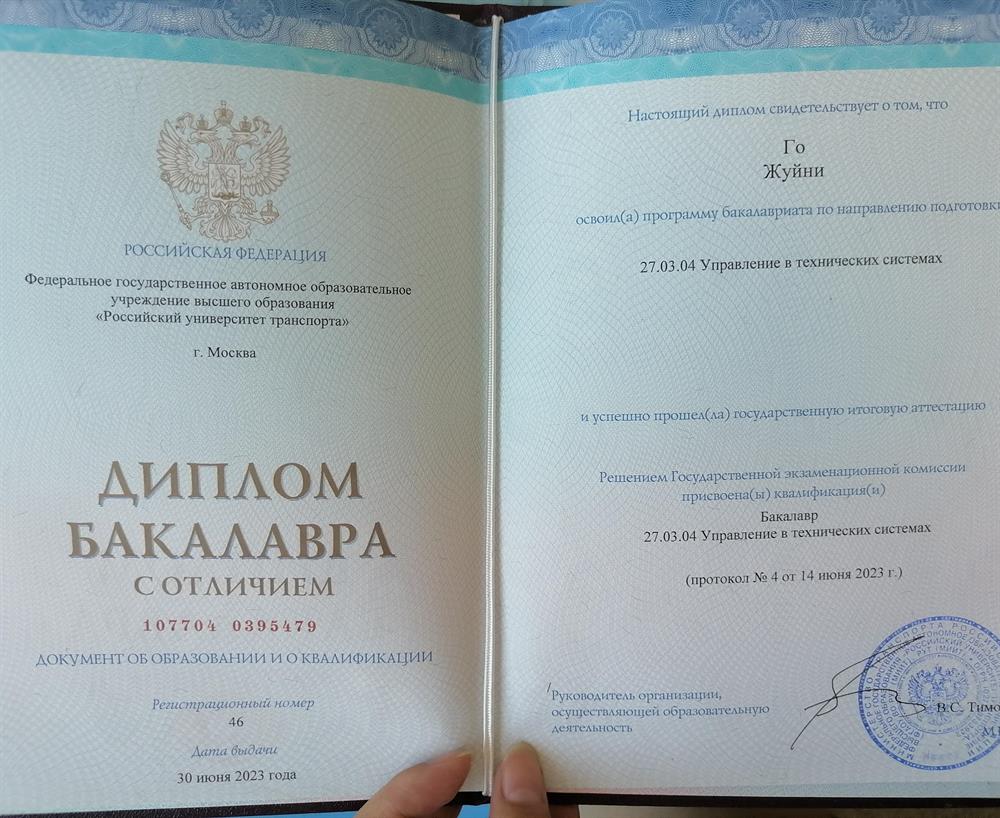 РОССИЙСКАЯ ФЕДЕРАЦИЯ
Федеральное государственное автономное образовательное
учреждение высшего образования
«Российский университет транспорта»
г. Москва
ДИПЛОМ
БАКАЛАВРА
С ОТЛИЧИЕМ
107704 0395479
ДОКУМЕНТ ОБ ОБРАЗОВАНИИ И О КВАЛИФИКАЦИИ
Регистрационный номер
46
Дата выдачи
30 июня 2023 года
Настоящий диплом свидетельствует о том, что
Го
Жуйни
освоил(а) программу бакалавриата по направлению подготовки
27.03.04 Управление в технических системах
и успешно прошел(ла) государственную итоговую аттестацию
Решением Государственной экзаменационной комиссии
присвоена(ы) квалификация(и)
Бакалавр
27.03.04 Управление в технических системах
(протокол № 4 от 14 июня 2023 г.)
Руководитель организации,
осуществляющей образовательную
деятельность
В.С. Тимо